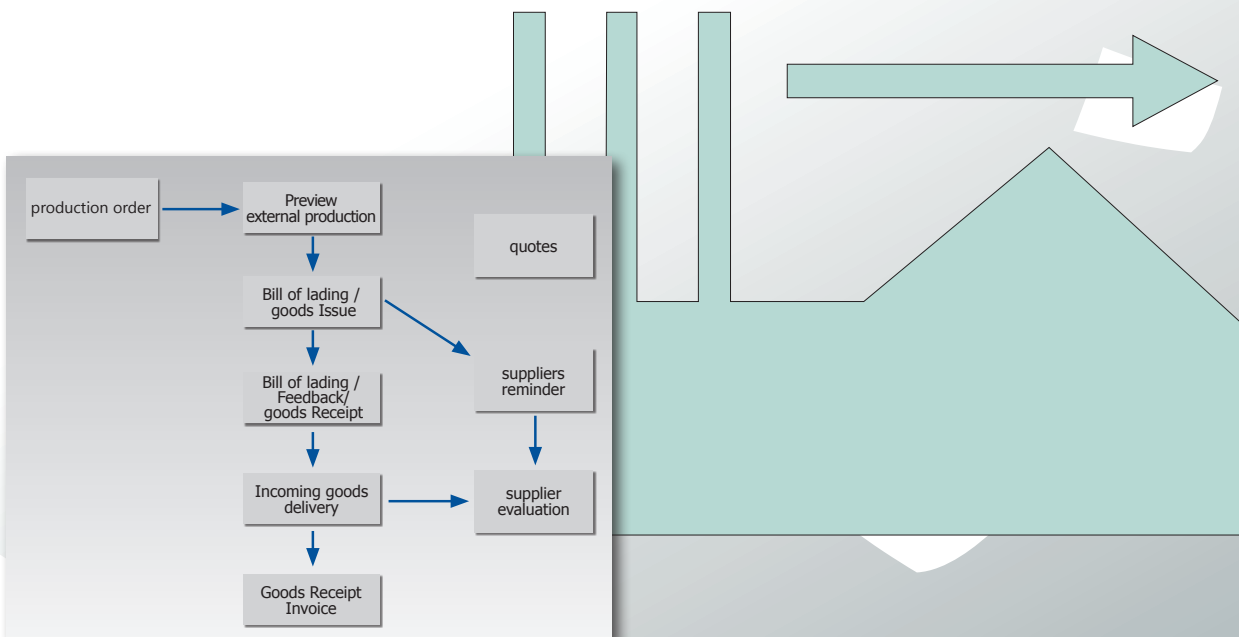 production order
Preview
external production
quotes
Bill of lading /
goods Issue
suppliers
reminder
Bill of lading /
Feedback/
goods Receipt
Incoming goods
delivery
supplier
evaluation
Goods Receipt
Invoice